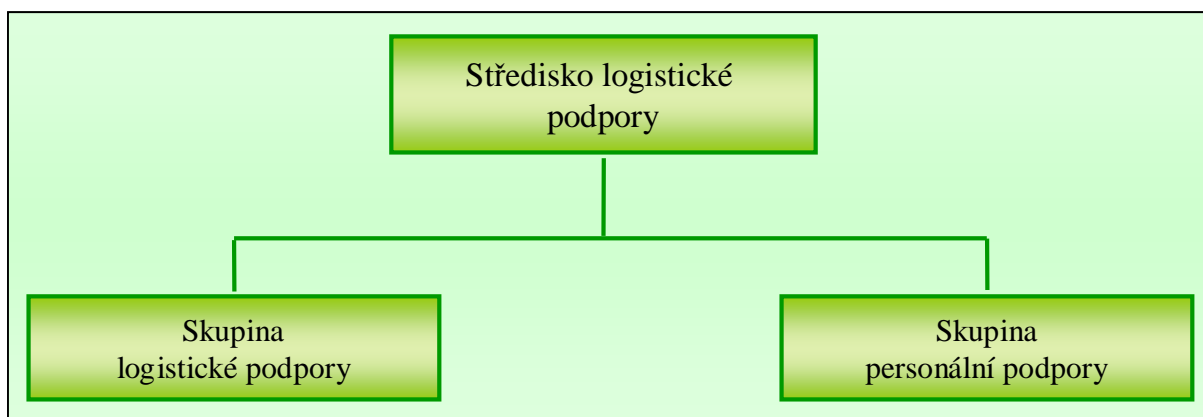 Středisko logistické
podpory
Skupina
logistické podpory
Skupina
personální podpory